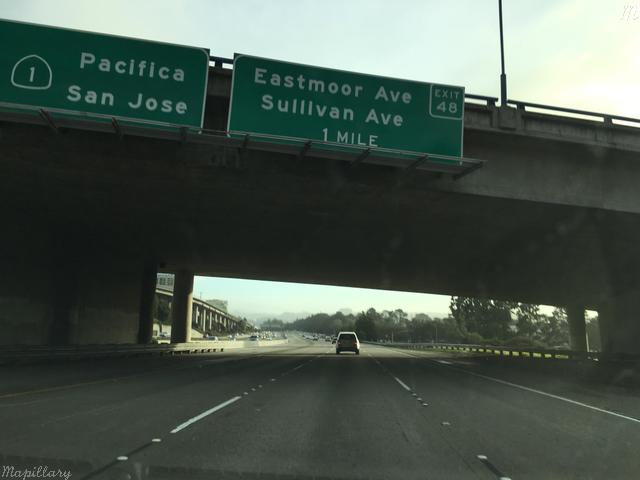 1
Pacifica
San Jose
Eastmoor Ave
Sullivan Ave
1 MILE
EXIT
48
Mapillary